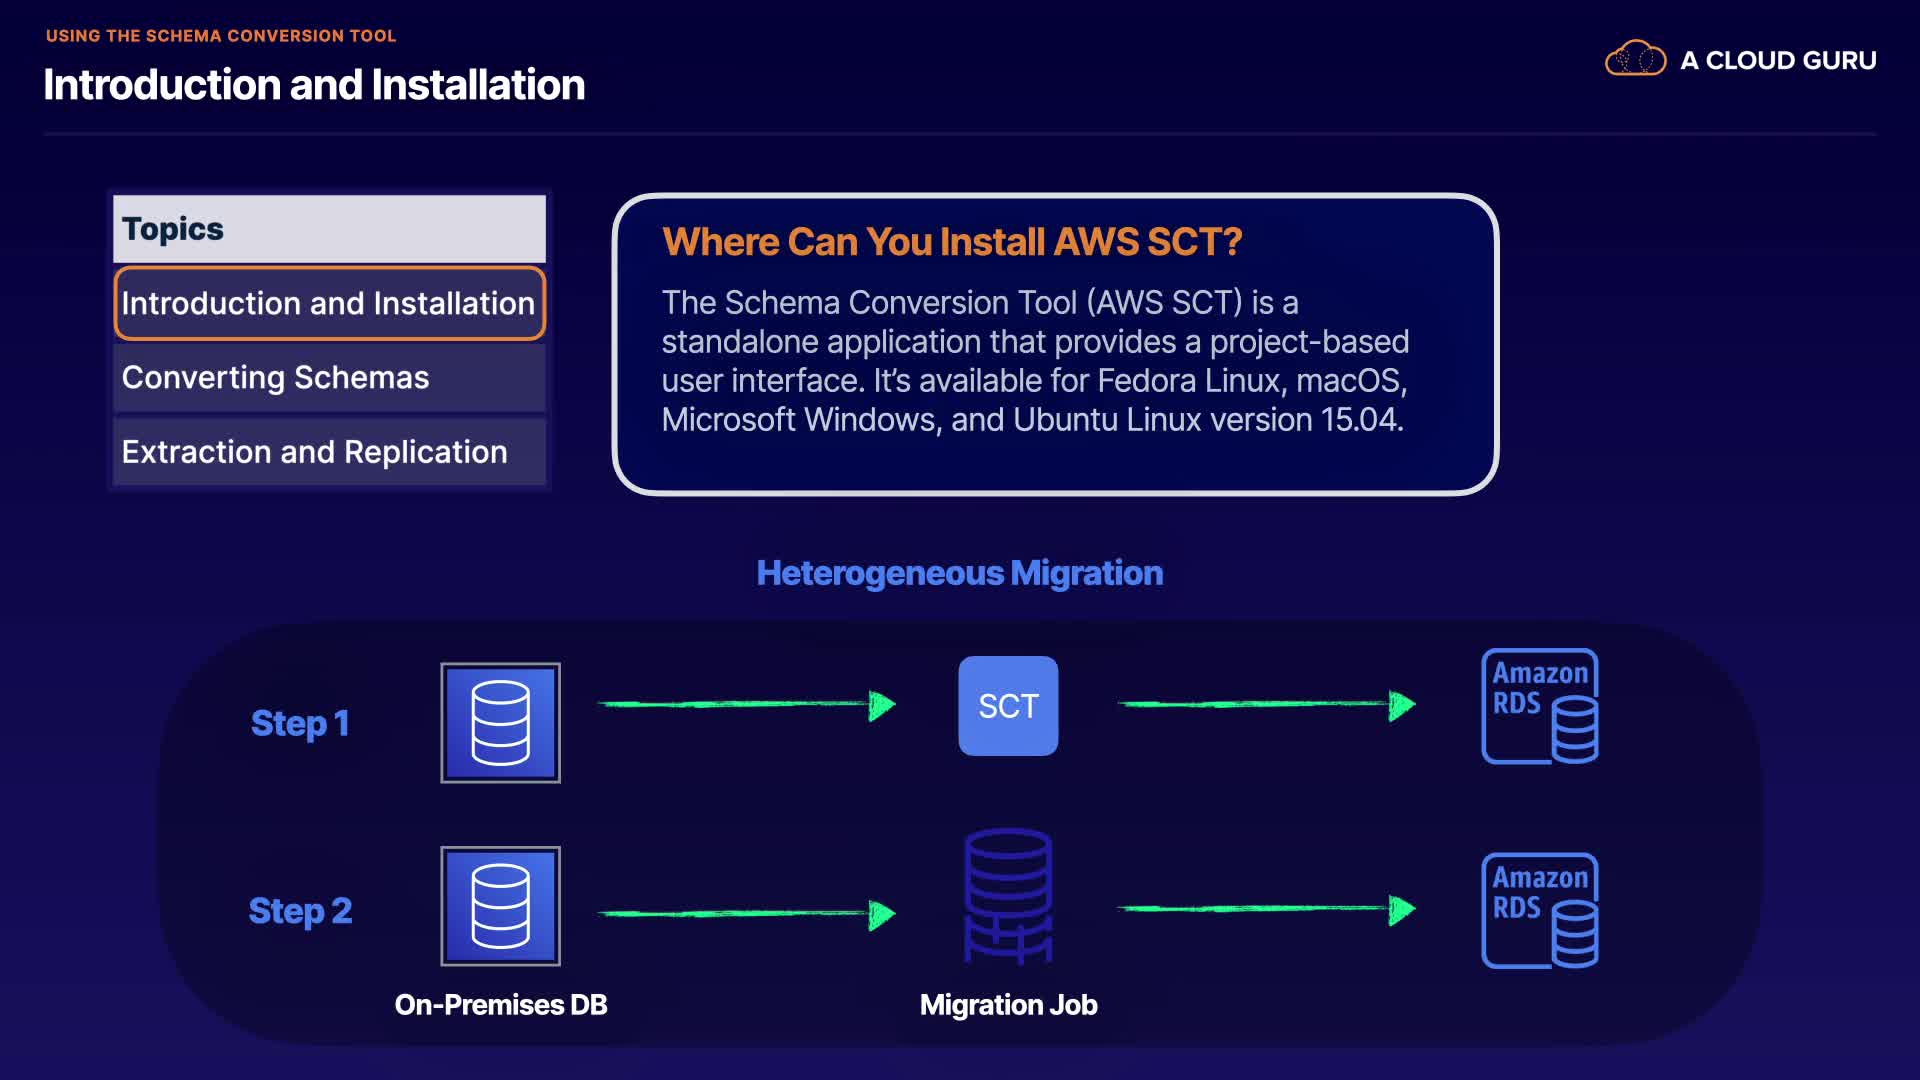 USING THE SCHEMA CONVERSION TOOL
Introduction and Installation
A CLOUD GURU
Topics
Introduction and Installation
Converting Schemas
Extraction and Replication
Where Can You Install AWS SCT?
The Schema Conversion Tool (AWS SCT) is a
standalone application that provides a project-based
user interface. It’s available for Fedora Linux, macOS,
Microsoft Windows, and Ubuntu Linux version 15.04.
Heterogeneous Migration
Step 1
SCT
Amazon
RDS
Step 2
Amazon
RDS
On-Premises DB
Migration Job